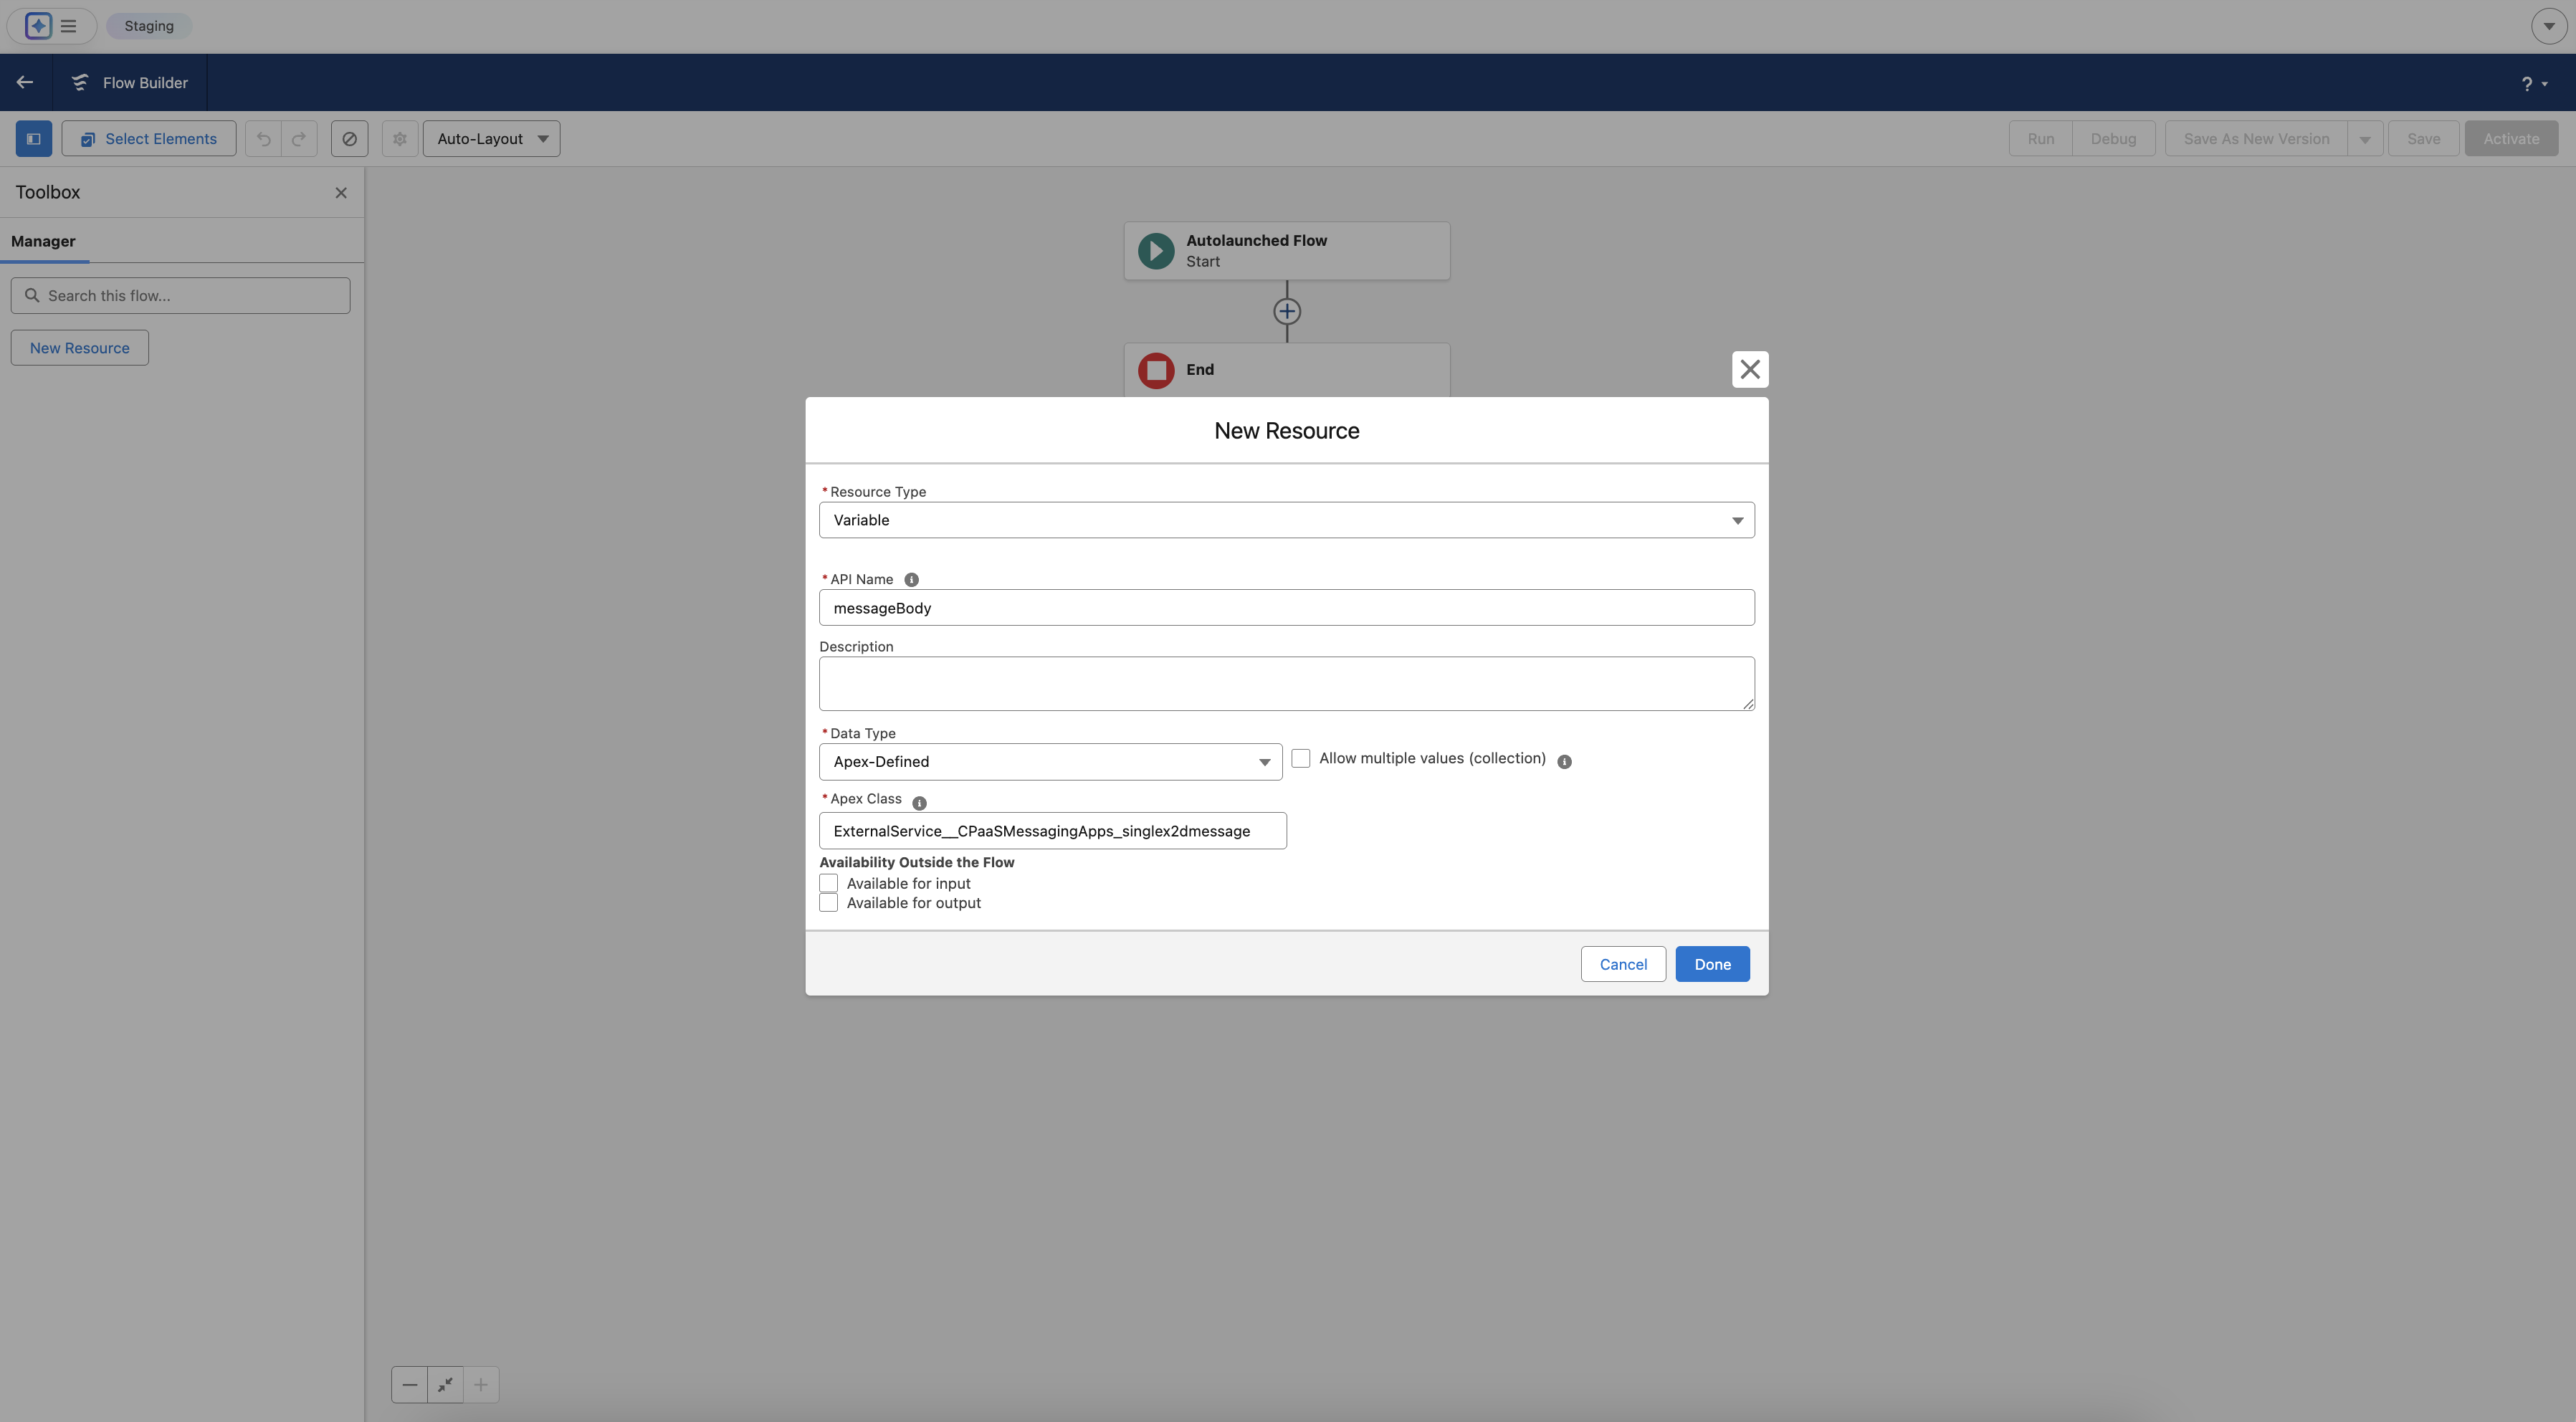 Staging
Flow Builder
?
Select Elements
Auto-Layout
Run
Debug
Save As New Version
Save
Activate
Toolbox
Manager
Search this flow...
New Resource
Autolaunched Flow
Start
End
New Resource
*Resource Type
Variable
*API Name
messageBody
Description
*Data Type
Apex-Defined
Allow multiple values (collection)
*Apex Class
ExternalService__CPaaSMessagingApps_singlex2dmessage
Availability Outside the Flow
Available for input
Available for output
Cancel
Done